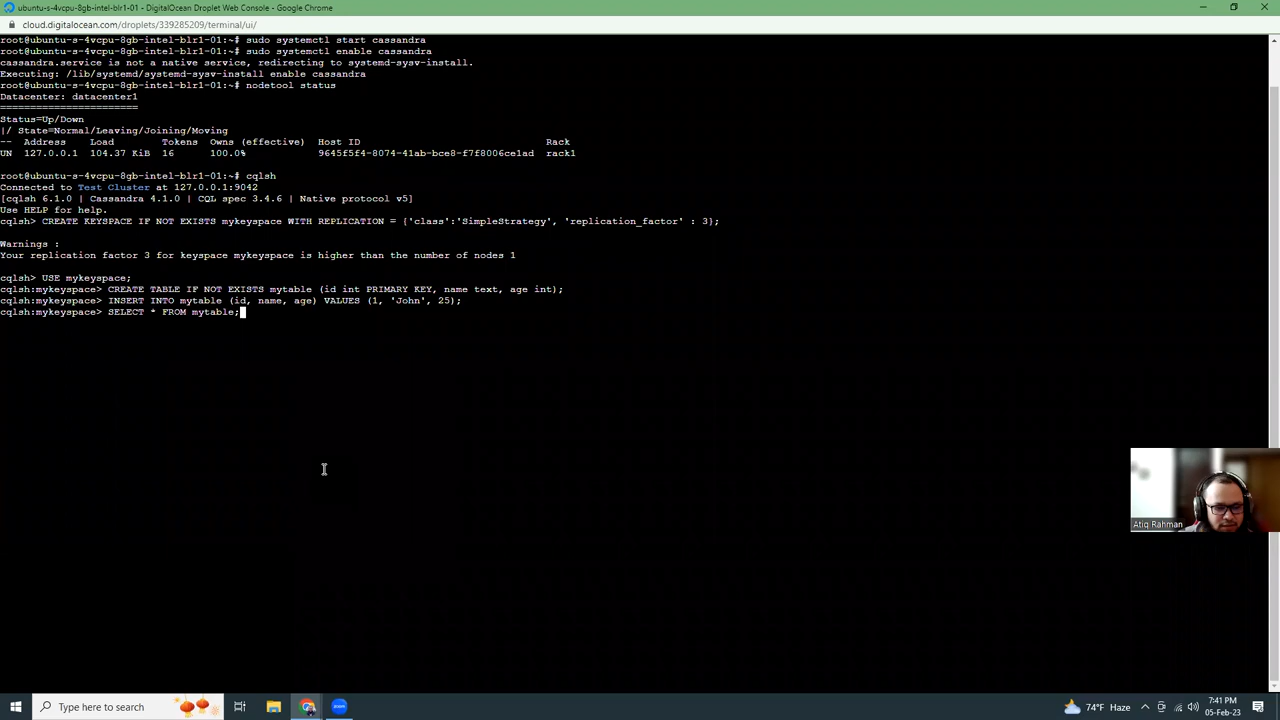 ubuntu-s-4vcpu-8gb-intel-blr1-01 - DigitalOcean Droplet Web Console - Google Chrome
cloud.digitalocean.com/droplets/339285209/terminal/ui/
root@ubuntu-s-4vcpu-8gb-intel-blr1-01:~# sudo systemctl start cassandra
root@ubuntu-s-4vcpu-8gb-intel-blr1-01:~# sudo systemctl enable cassandra
cassandra.service is not a native service, redirecting to systemd-sysv-install.
Executing: /lib/systemd/systemd-sysv-install enable cassandra
root@ubuntu-s-4vcpu-8gb-intel-blr1-01:~# nodetool status
Datacenter: datacenter1
=======================
Status=Up/Down
|/ State=Normal/Leaving/Joining/Moving
-- Address Load Tokens Owns (effective) Host ID Rack
UN 127.0.0.1 104.37 KiB 16 100.0% 9645f5f4-8074-41ab-bce8-f7f8006ce1ad rack1
root@ubuntu-s-4vcpu-8gb-intel-blr1-01:~# cqlsh
Connected to Test Cluster at 127.0.0.1:9042
[cqlsh 6.1.0 | Cassandra 4.1.0 | CQL spec 3.4.6 | Native protocol v5]
Use HELP for help.
cqlsh> CREATE KEYSPACE IF NOT EXISTS mykeyspace WITH REPLICATION = {'class':'SimpleStrategy', 'replication_factor' : 3};
Warnings :
Your replication factor 3 for keyspace mykeyspace is higher than the number of nodes 1
cqlsh> USE mykeyspace;
cqlsh:mykeyspace> CREATE TABLE IF NOT EXISTS mytable (id int PRIMARY KEY, name text, age int);
cqlsh:mykeyspace> INSERT INTO mytable (id, name, age) VALUES (1, 'John', 25);
cqlsh:mykeyspace> SELECT * FROM mytable;
Atiq Rahman
Type here to search
zoom
74°F Haze
7:41 PM
05-Feb-23